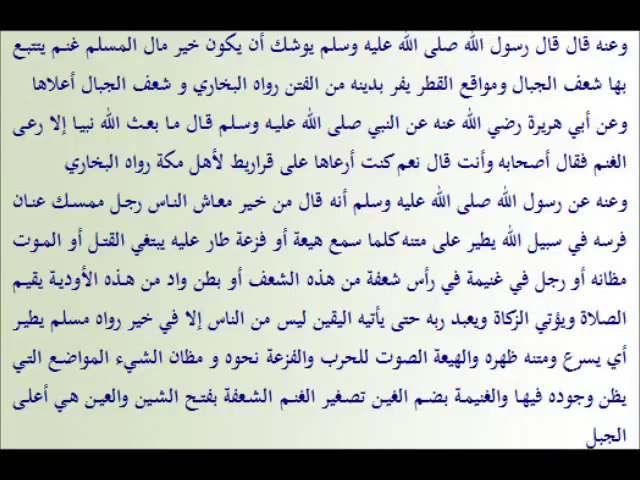 وعنه قال قال رسول الله صلى الله عليه وسلم يوشك أن يكون خير مال المسلم غنم يتتبع
بها شعف الجبال ومواقع القطر يفر بدينه من الفتن رواه البخاري و شعف الجبال أعلاها
وعن أبي هريرة رضي الله عنه عن النبي صلى الله عليه وسلم قال ما بعث الله نبيا إلا رعى
الغنم فقال أصحابه وأنت قال نعم كنت أرعاها على قراريط لأهل مكة رواه البخاري
وعنه عن رسول الله صلى الله عليه وسلم أنه قال من خير معاش الناس رجل ممسك عنان
فرسه في سبيل الله يطير على متنه كلما سمع هيعة أو فزعة طار عليه يبتغي القتل أو الموت
مظانه أو رجل في غنيمة في رأس شعفة من هذه الشعف أو بطن واد من هذه الأودية يقيم
الصلاة ويؤتي الزكاة ويعبد ربه حتى يأتيه اليقين ليس من الناس إلا في خير رواه مسلم يطير
أي يسرع ومتنه ظهره والهيعة الصوت للحرب والفزعة نحوه و مظان الشيء المواضع التي
يظن وجوده فيها والغنيمة بضم الغين تصغير الغنم الشعفة بفتح الشين والعين هي أعلى
الجبل